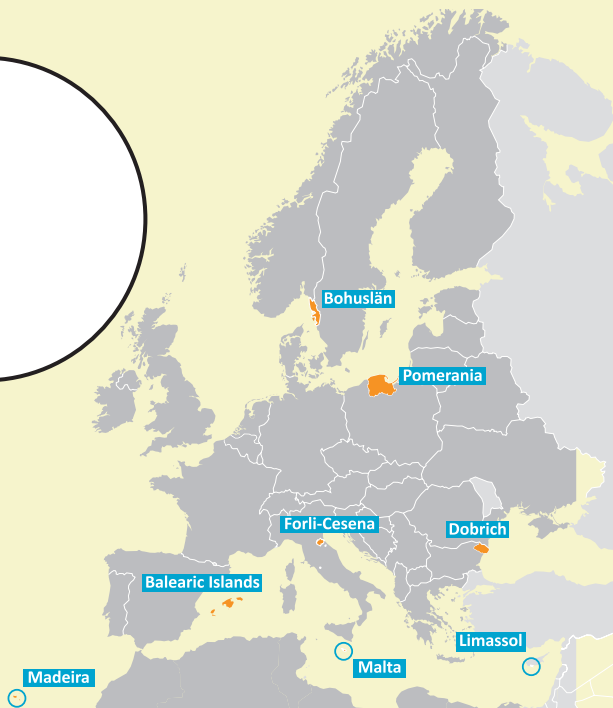 Bohuslän
Pomerania
Forli-Cesena
Dobrich
Balearic Islands
Limassol
Malta
Madeira